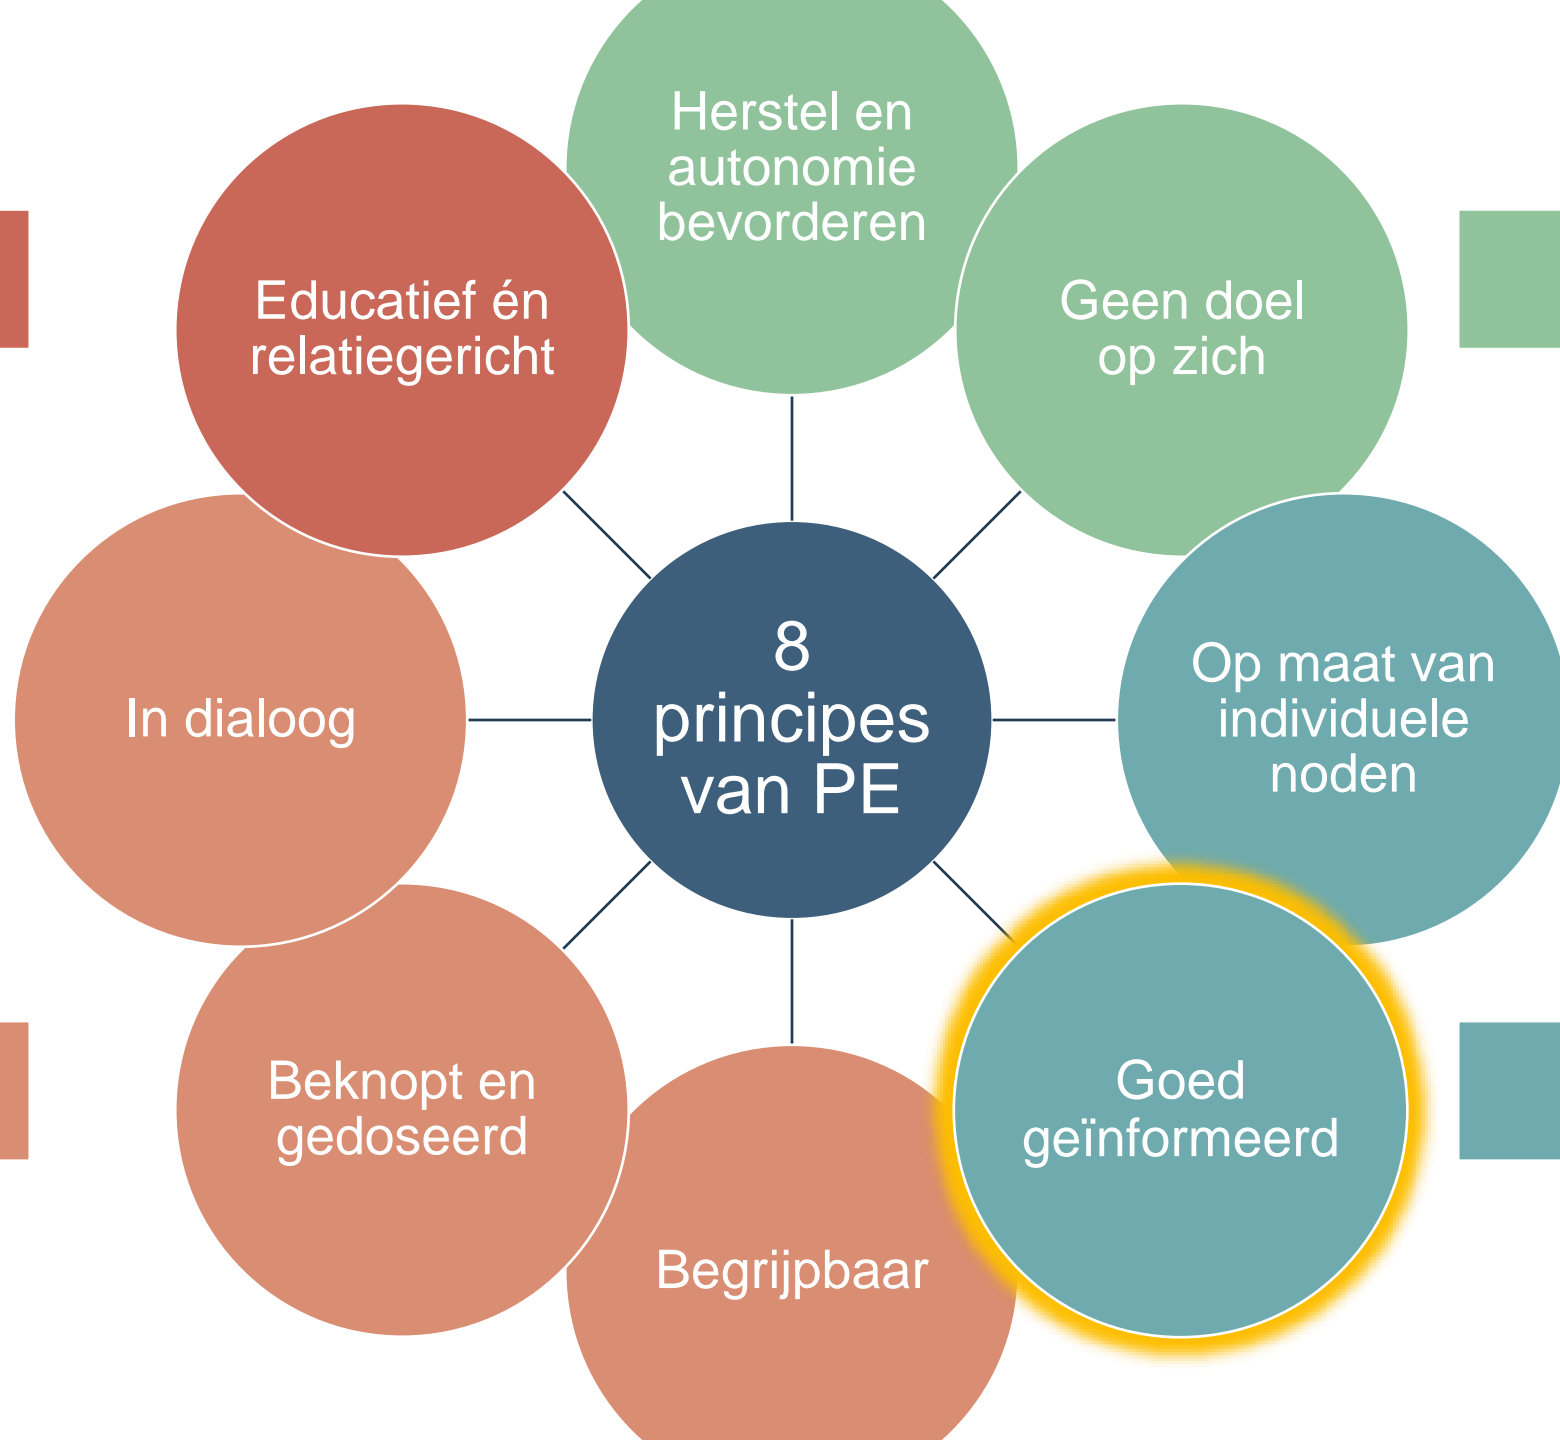 Herstel en
autonomie
bevorderen
Educatief én
relatiegericht
Geen doel
op zich
8
principes
van PE
Op maat van
individuele
noden
In dialoog
Beknopt en
gedoseerd
Goed
geïnformeerd
Begrijpbaar